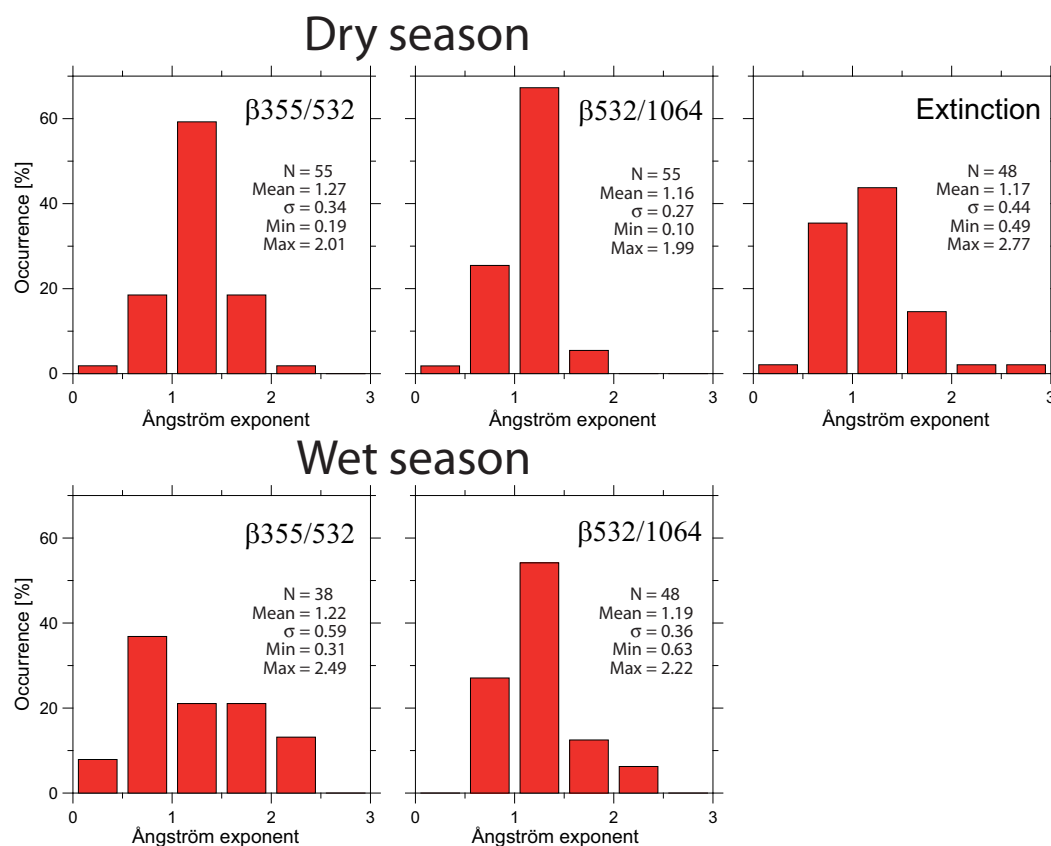 Dry season
β355/532
N = 55
Mean = 1.27
σ = 0.34
Min = 0.19
Max = 2.01
Occurrence [%]
60
40
20
0
0 1 2 3
Ångström exponent
β532/1064
N = 55
Mean = 1.16
σ = 0.27
Min = 0.10
Max = 1.99
0 1 2 3
Ångström exponent
Extinction
N = 48
Mean = 1.17
σ = 0.44
Min = 0.49
Max = 2.77
0 1 2 3
Ångström exponent
Wet season
β355/532
N = 38
Mean = 1.22
σ = 0.59
Min = 0.31
Max = 2.49
Occurrence [%]
60
40
20
0
0 1 2 3
Ångström exponent
β532/1064
N = 48
Mean = 1.19
σ = 0.36
Min = 0.63
Max = 2.22
0 1 2 3
Ångström exponent